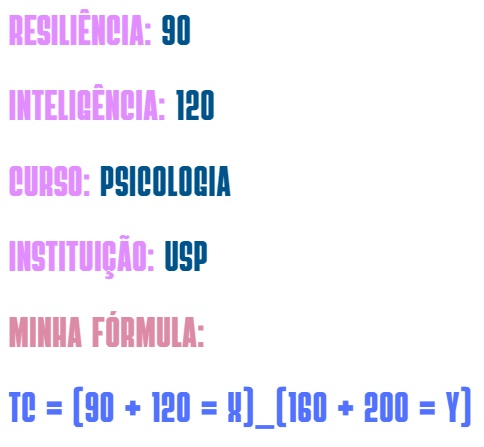 RESILIÊNCIA: 90
INTELIGÊNCIA: 120
CURSO: PSICOLOGIA
INSTITUIÇÃO: USP
MINHA FÓRMULA:
TC = (90 + 120 = X)_(160 + 200 = Y)